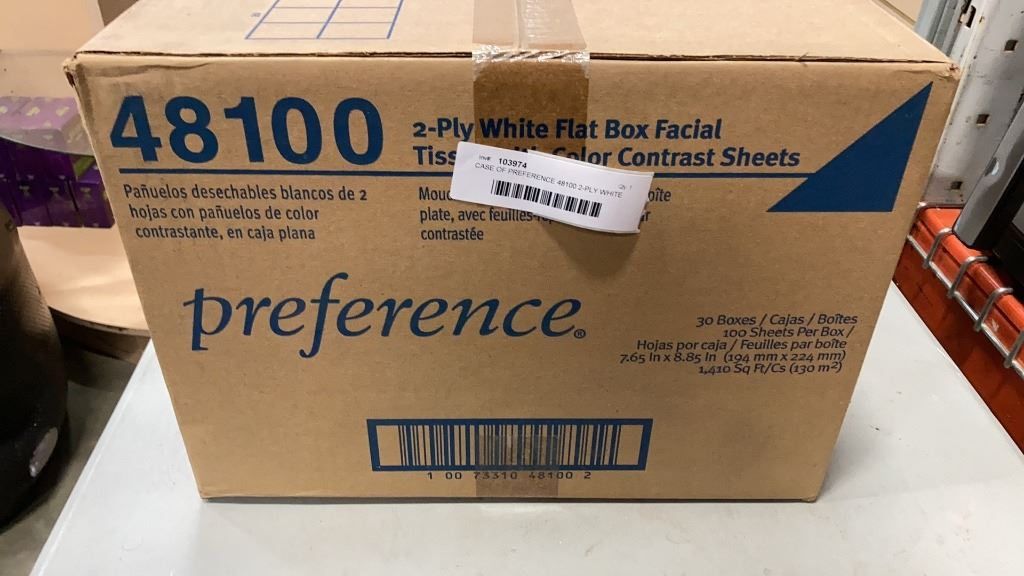 48100
2-Ply White Flat Box Facial
Color Contrast Sheets
Inv# 103974
CASE OF PREFERENCE 48100 2-PLY WHITE
Pañuelos desechables blancos de 2
hojas con pañuelos de color
contrastante, en caja plana
plate, avec
contrastée
preference®
30 Boxes / Cajas / Boîtes
100 Sheets Per Box /
Hojas por caja / Feuilles par boîte
7.65 In x 8.85 In (194 mm x 224 mm)
1,410 Sq Ft/Cs (130 m²)
1 00 73310 48100 2